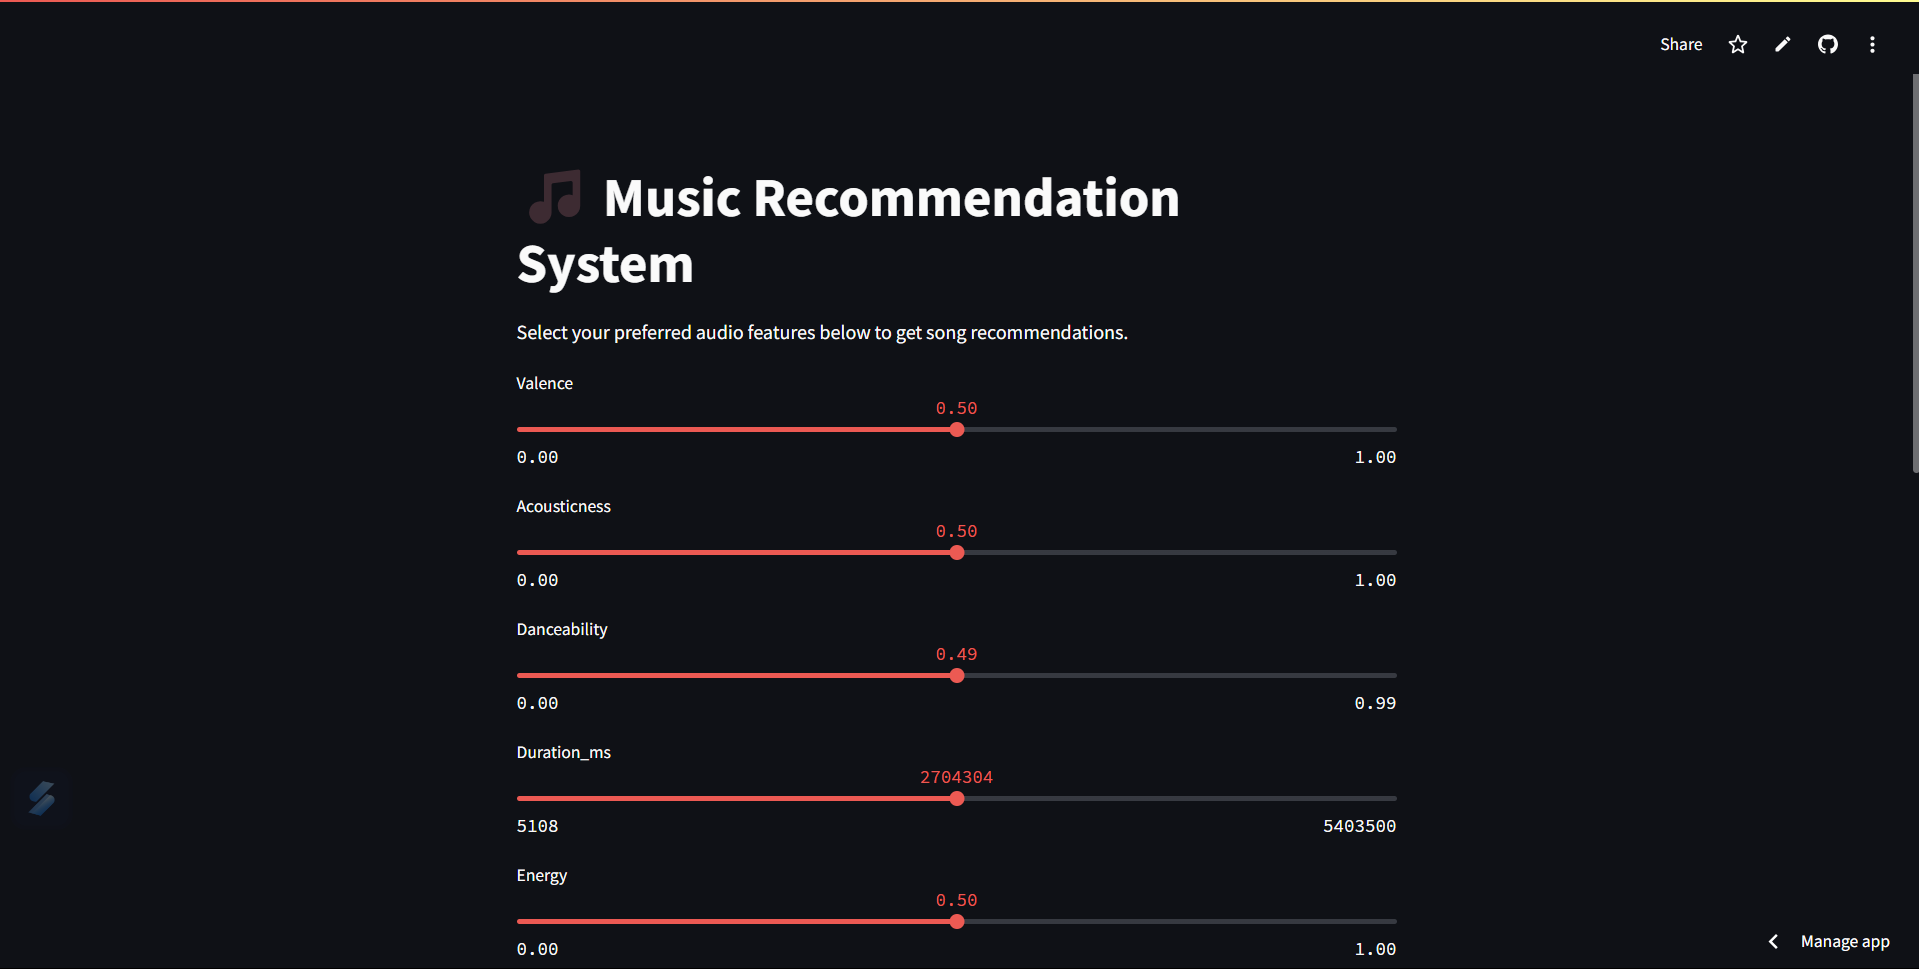 Share
Music Recommendation
System
Select your preferred audio features below to get song recommendations.
Valence
0.50
0.00 1.00
Acousticness
0.50
0.00 1.00
Danceability
0.49
0.00 0.99
Duration_ms
2704304
5108 5403500
Energy
0.50
0.00 1.00
Manage app